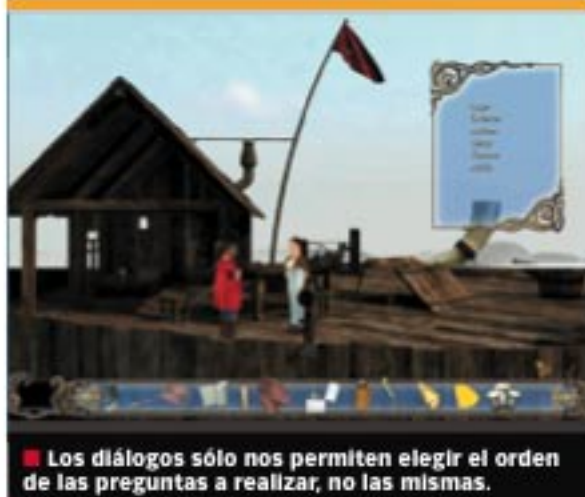 Los diálogos sólo nos permiten elegir el orden
de las preguntas a realizar, no las mismas.